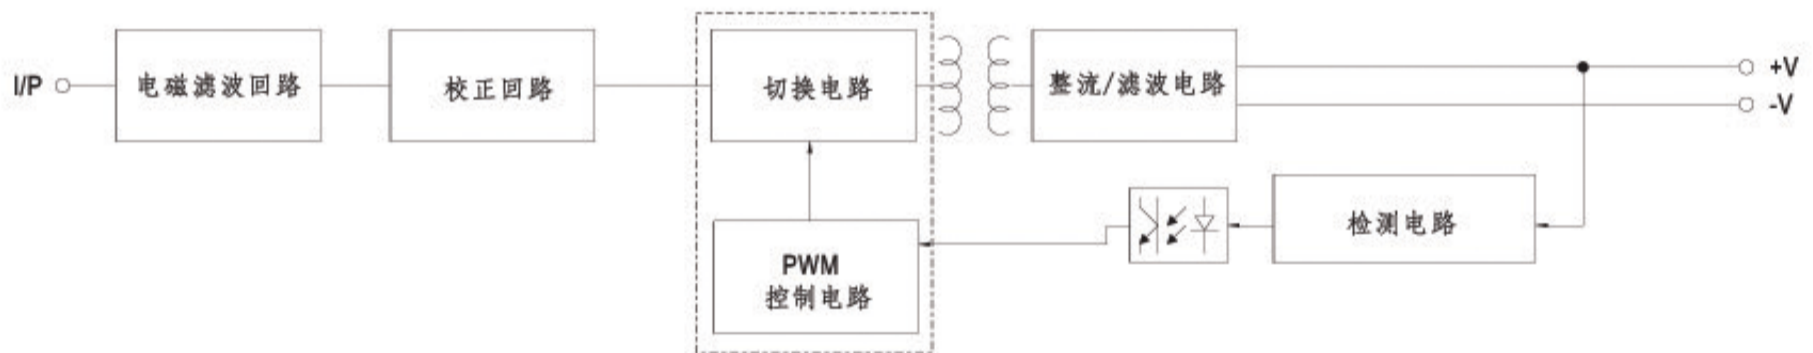 I/P
电磁滤波回路
校正回路
切换电路
整流/滤波电路
+V
-V
检测电路
PWM
控制电路